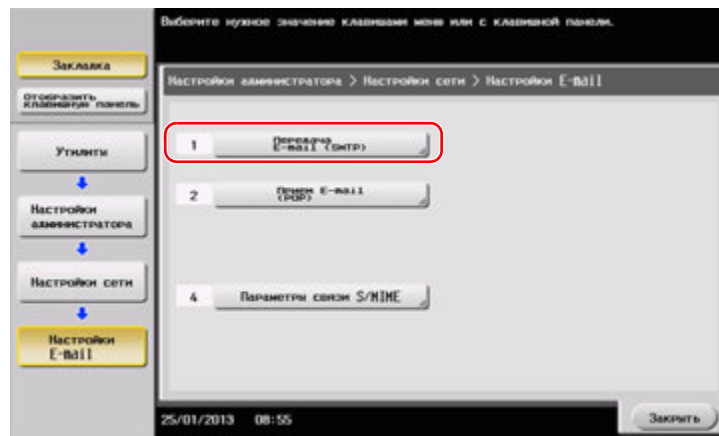 Выберите нужное значение клавишами меню или с клавишной панели.
Закладка
Отобразить
клавишную панель
Настройки администратора > Настройки сети > Настройки E-mail
Утилиты
Настройки
администратора
Настройки сети
Настройки
E-mail
1 Передача
E-mail (SMTP)
2 Прием E-mail
(POP)
4 Параметры связи S/MIME
25/01/2013 08:55
Закрыть